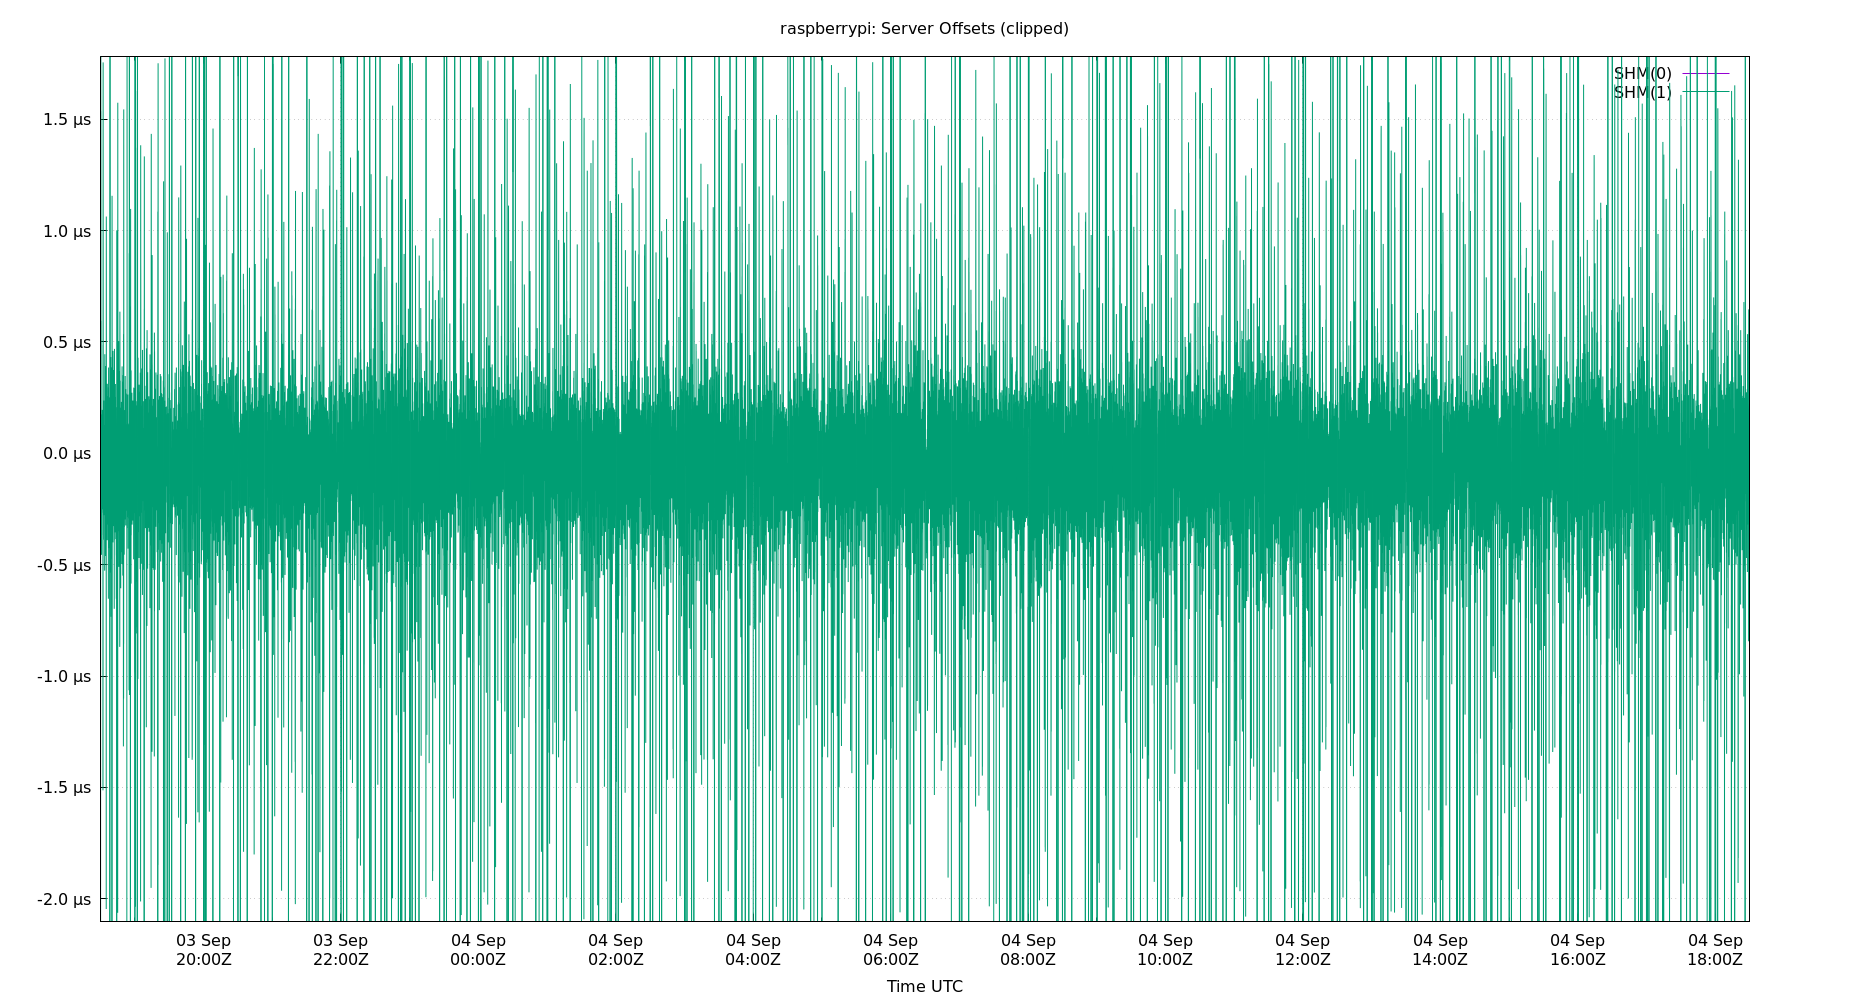 raspberrypi: Server Offsets (clipped)
SHM(0)
SHM(1)
1.5 µs
1.0 µs
0.5 µs
0.0 µs
-0.5 µs
-1.0 µs
-1.5 µs
-2.0 µs
03 Sep 03 Sep 04 Sep 04 Sep 04 Sep 04 Sep 04 Sep 04 Sep 04 Sep 04 Sep 04 Sep 04 Sep
20:00Z 22:00Z 00:00Z 02:00Z 04:00Z 06:00Z 08:00Z 10:00Z 12:00Z 14:00Z 16:00Z 18:00Z
Time UTC